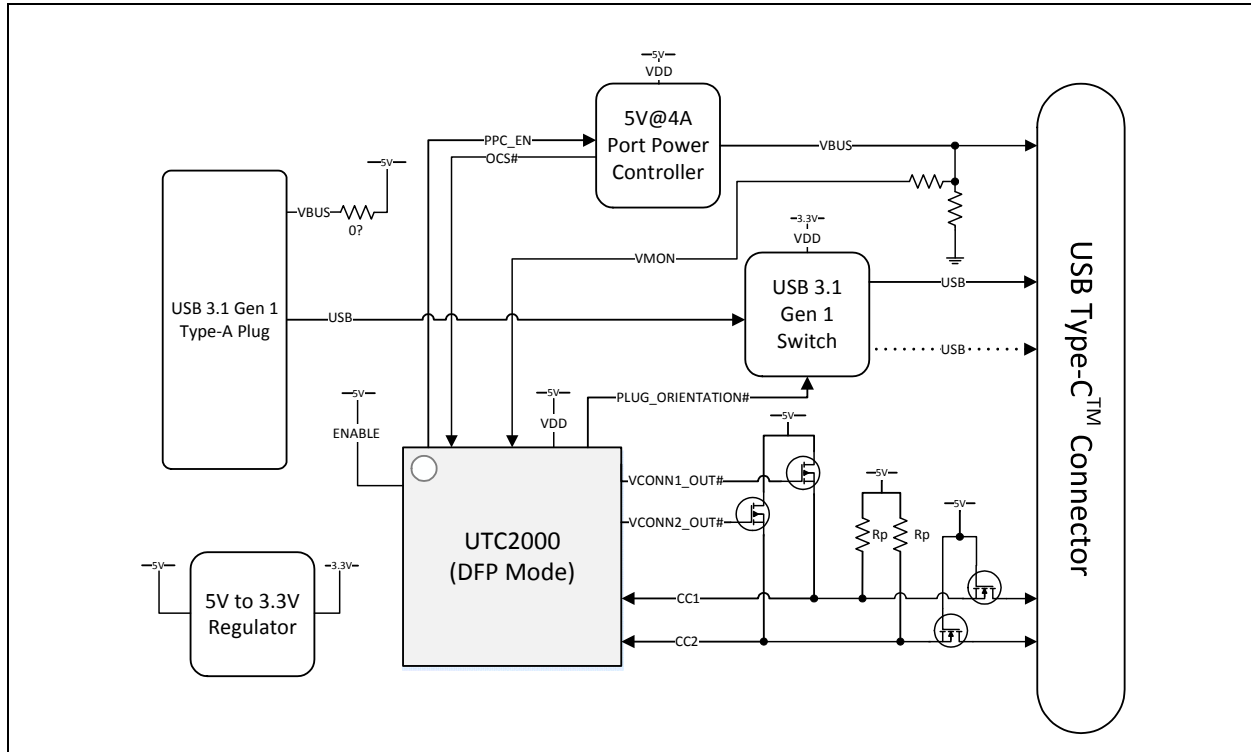 5V
VDD
5V@4A
Port Power
Controller
PPC_EN
OCS#
VBUS
5V
VBUS
0?
3.3V
VDD
VMON
USB 3.1 Gen 1
Type-A Plug
USB
USB 3.1
Gen 1
Switch
USB
USB
USB Type-C™ Connector
5V
ENABLE
5V
VDD
PLUG_ORIENTATION#
5V
VCONN1_OUT#
VCONN2_OUT#
5V
Rp
Rp
5V
UTC2000
(DFP Mode)
5V
5V to 3.3V
Regulator
3.3V
CC1
CC2